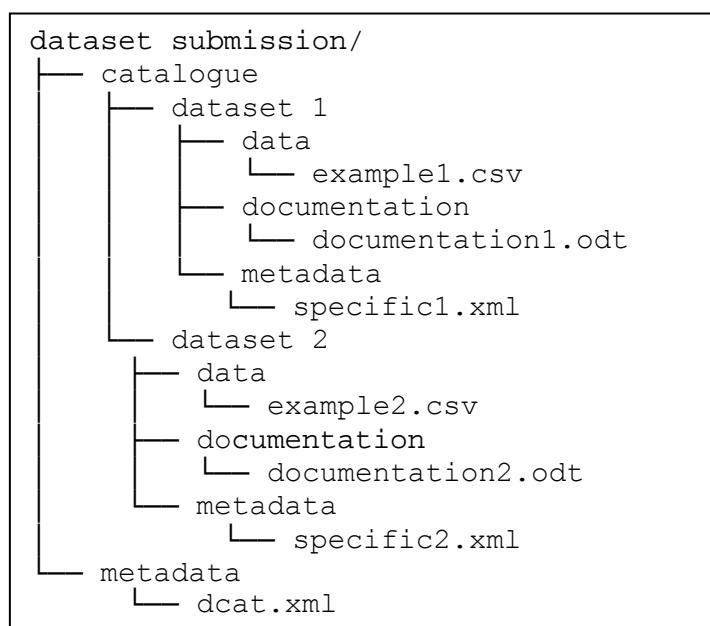 dataset submission/
├── catalogue
│   ├── dataset 1
│   │   ├── data
│   │   │   └── example1.csv
│   │   ├── documentation
│   │   │   └── documentation1.odt
│   │   └── metadata
│   │       └── specific1.xml
│   └── dataset 2
│       ├── data
│       │   └── example2.csv
│       ├── documentation
│       │   └── documentation2.odt
│       └── metadata
│           └── specific2.xml
└── metadata
    └── dcat.xml